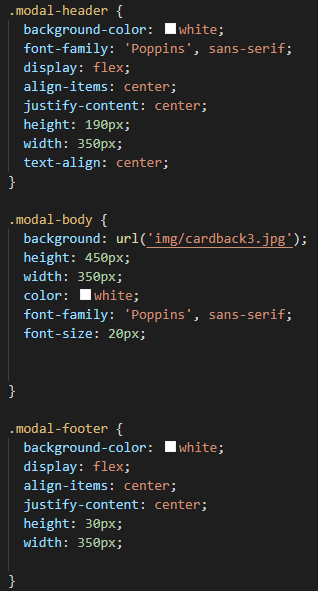 .modal-header {
background-color: white;
font-family: 'Poppins', sans-serif;
display: flex;
align-items: center;
justify-content: center;
height: 190px;
width: 350px;
text-align: center;
}
.modal-body {
background: url('img/cardback3.jpg');
height: 450px;
width: 350px;
color: white;
font-family: 'Poppins', sans-serif;
font-size: 20px;
}
.modal-footer {
background-color: white;
display: flex;
align-items: center;
justify-content: center;
height: 30px;
width: 350px;
}